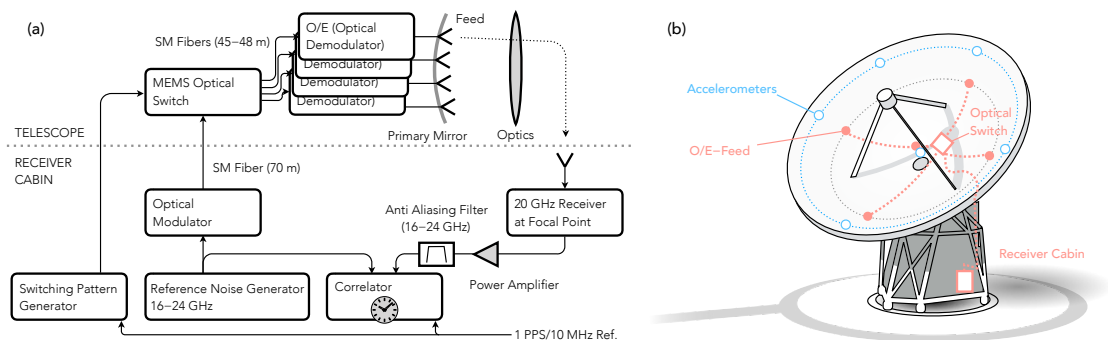 (a)
SM Fibers (45–48 m)
O/E (Optical
Demodulator)
Demodulator)
Demodulator)
Demodulator)
Feed
MEMS Optical
Switch
Primary Mirror
Optics
TELESCOPE
RECEIVER
CABIN
SM Fiber (70 m)
Optical
Modulator
Anti Aliasing Filter
(16–24 GHz)
20 GHz Receiver
at Focal Point
Power Amplifier
Switching Pattern
Generator
Reference Noise Generator
16–24 GHz
Correlator
1 PPS/10 MHz Ref.
(b)
Accelerometers
Optical
Switch
O/E–Feed
Receiver Cabin